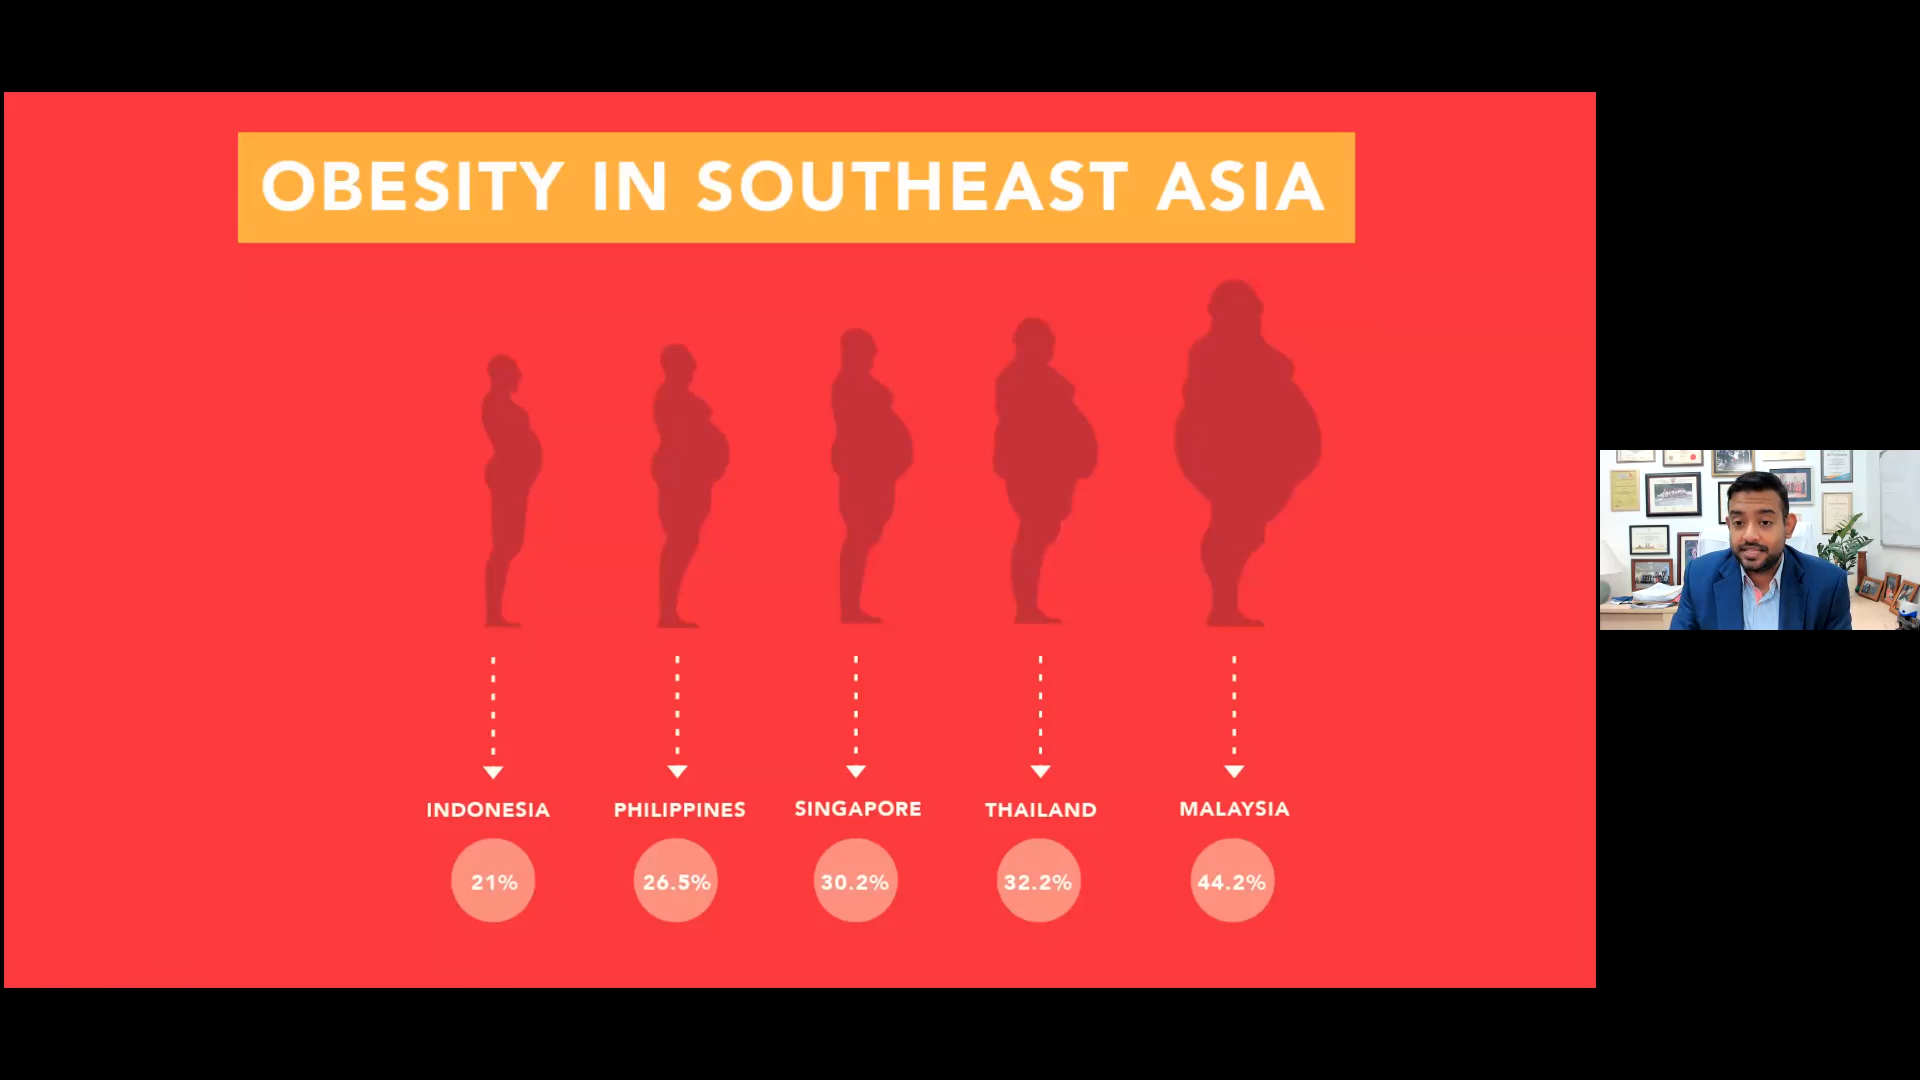 OBESITY IN SOUTHEAST ASIA
INDONESIA
PHILIPPINES
SINGAPORE
THAILAND
MALAYSIA
21%
26.5%
30.2%
32.2%
44.2%